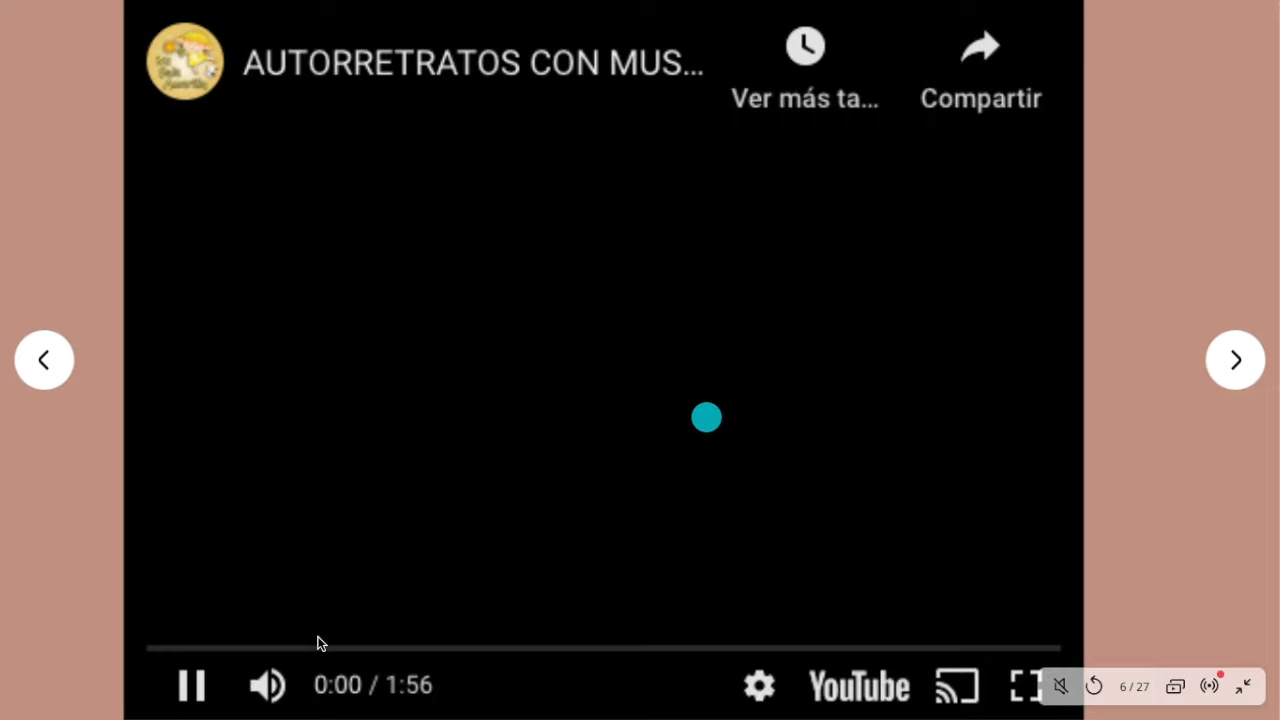 AUTORRETRATOS CON MUS...
Ver más ta...
Compartir
0:00 / 1:56
YouTube
6 / 27